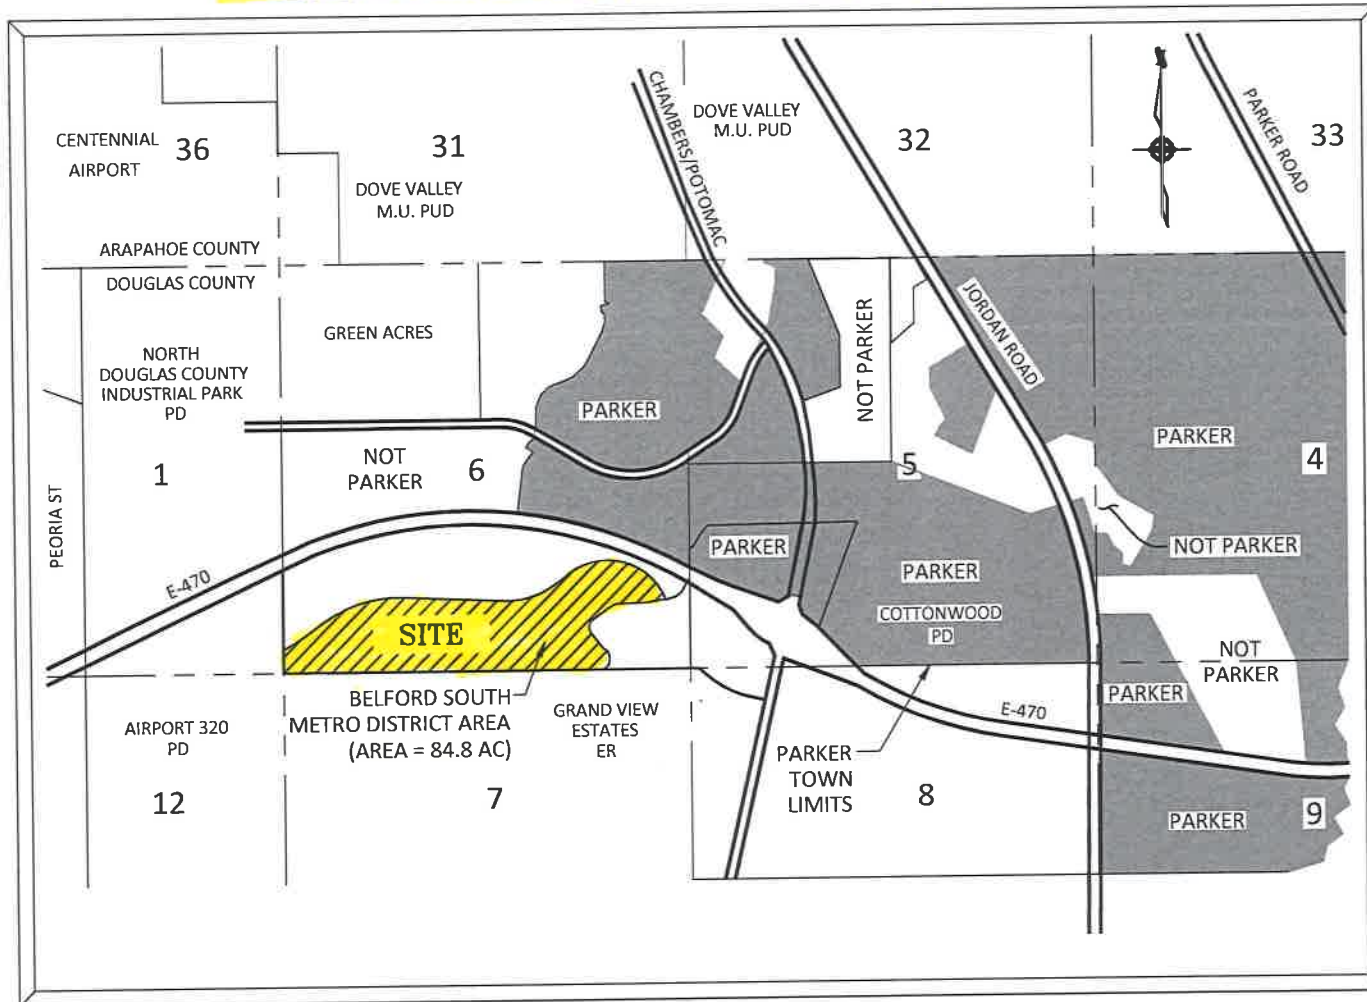 CENTENNIAL
AIRPORT
36
31
DOVE VALLEY
M.U. PUD
CHAMBERS/POTOMAC
DOVE VALLEY
M.U. PUD
32
PARKER ROAD
33
ARAPAHOE COUNTY
DOUGLAS COUNTY
GREEN ACRES
NORTH
DOUGLAS COUNTY
INDUSTRIAL PARK
PD
1
PEORIA ST
NOT
PARKER
6
PARKER
NOT PARKER
JORDAN ROAD
5
PARKER
4
NOT PARKER
E-470
SITE
PARKER
PARKER
COTTONWOOD
PD
NOT
PARKER
PARKER
BELFORD SOUTH
METRO DISTRICT AREA
(AREA = 84.8 AC)
GRAND VIEW
ESTATES
ER
AIRPORT 320
PD
12
7
PARKER
TOWN
LIMITS
E-470
8
PARKER
9